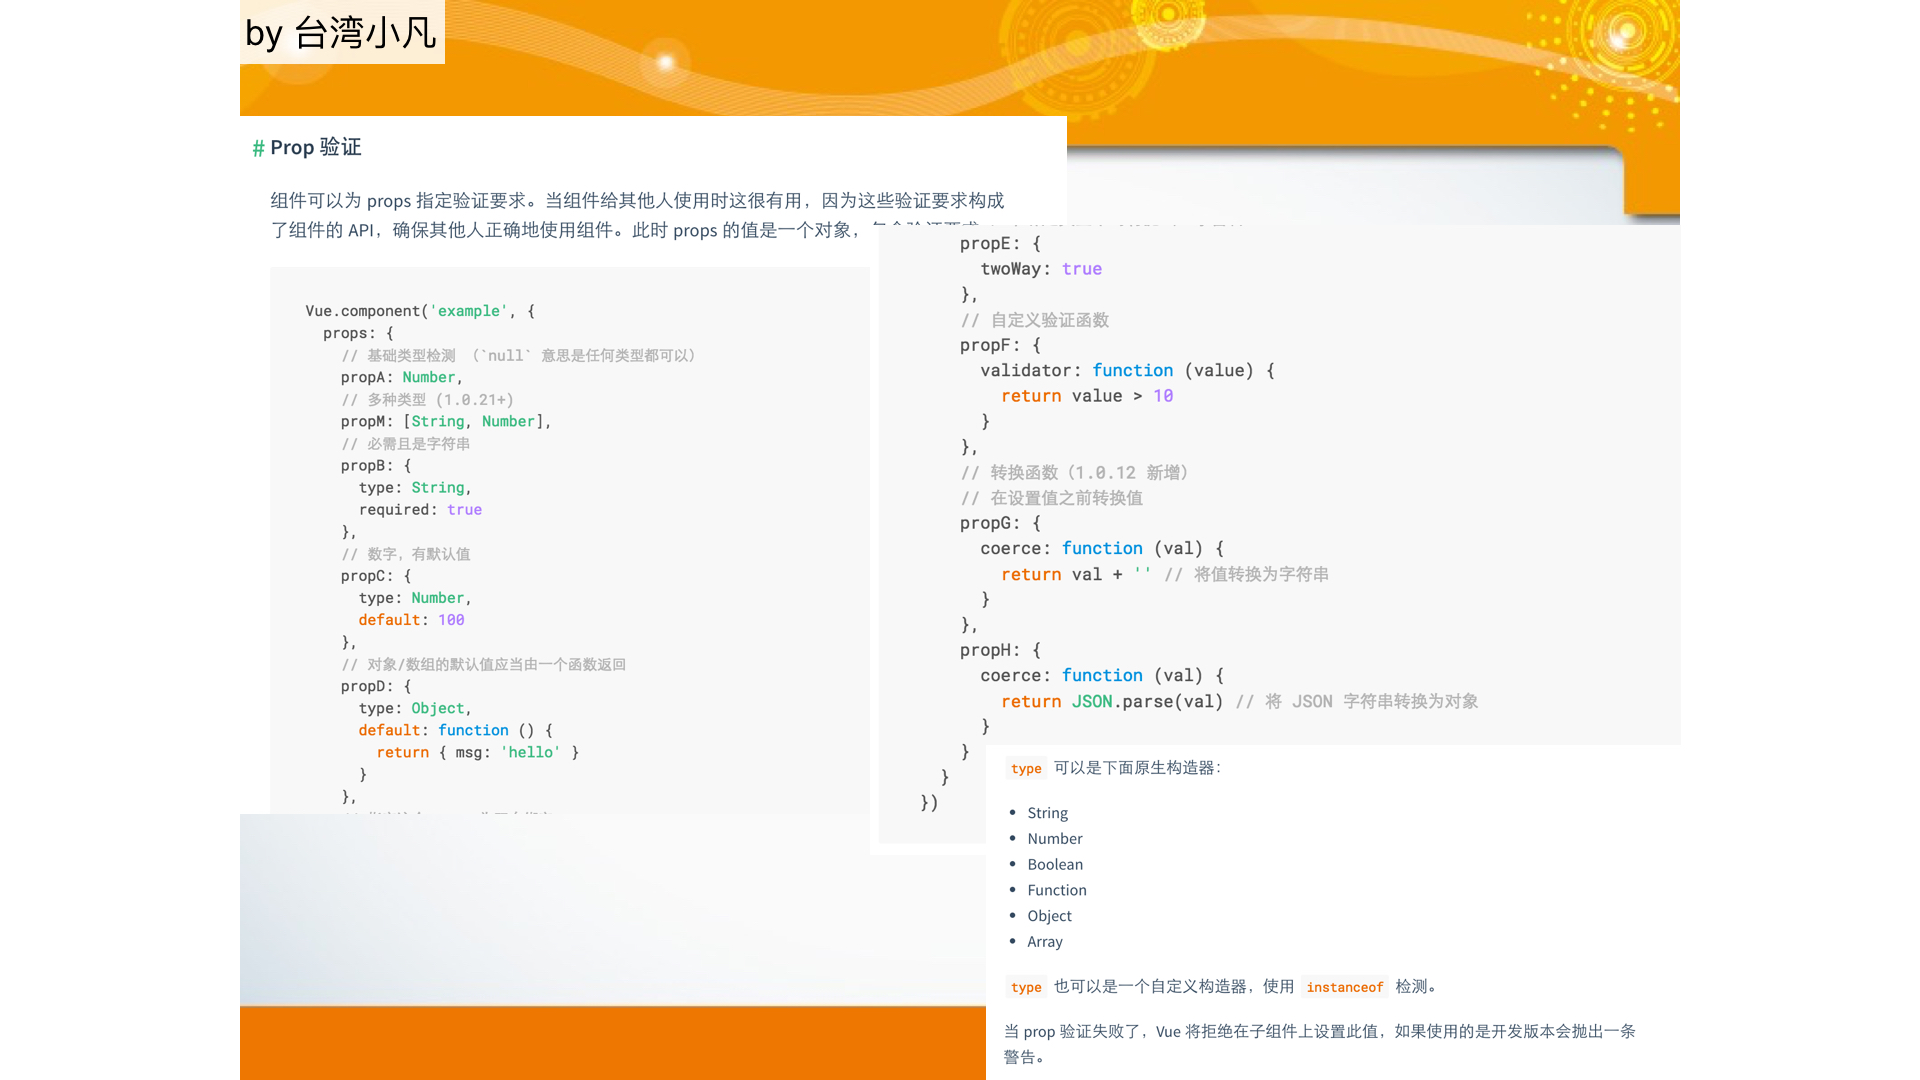 by 台湾小凡
# Prop 验证
组件可以为 props 指定验证要求。当组件给其他人使用时这很有用，因为这些验证要求构成
了组件的 API，确保其他人正确地使用组件。此时 props 的值是一个对象，
Vue.component('example', {
props: {
// 基础类型检测 （`null` 意思是任何类型都可以）
propA: Number,
// 多种类型 (1.0.21+)
propM: [String, Number],
// 必需且是字符串
propB: {
type: String,
required: true
},
// 数字，有默认值
propC: {
type: Number,
default: 100
},
// 对象/数组的默认值应当由一个函数返回
propD: {
type: Object,
default: function () {
return { msg: 'hello' }
}
},
propE: {
twoWay: true
},
// 自定义验证函数
propF: {
validator: function (value) {
return value > 10
}
},
// 转换函数（1.0.12 新增）
// 在设置值之前转换值
propG: {
coerce: function (val) {
return val + '' // 将值转换为字符串
}
},
propH: {
coerce: function (val) {
return JSON.parse(val) // 将 JSON 字符串转换为对象
}
}
}
})
type 可以是下面原生构造器：
• String
• Number
• Boolean
• Function
• Object
• Array
type 也可以是一个自定义构造器，使用 instanceof 检测。
当 prop 验证失败了，Vue 将拒绝在子组件上设置此值，如果使用的是开发版本会抛出一条
警告。